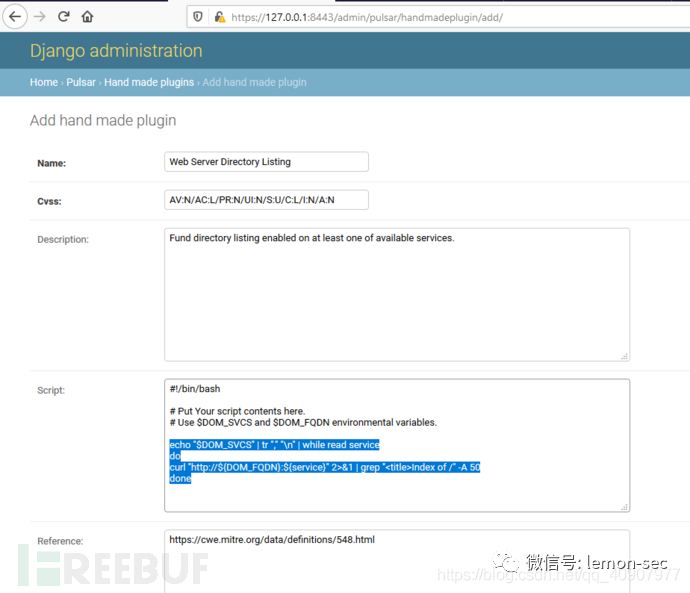 https://127.0.0.1:8443/admin/pulsar/handmadeplugin/add/
Django administration
Home › Pulsar › Hand made plugins › Add hand made plugin
Add hand made plugin
Name: Web Server Directory Listing
Cvss: AV:N/AC:L/PR:N/UI:N/S:U/C:L/I:N/A:N
Description: Fund directory listing enabled on at least one of available services.
Script: #!/bin/bash
# Put Your script contents here.
# Use $DOM_SVCS and $DOM_FQDN environmental variables.
echo "$DOM_SVCS" | tr "," "\n" | while read service
do
curl "http://${DOM_FQDN}:${service}" 2>&1 | grep "<title>Index of /" -A 50
done
Reference: https://cwe.mitre.org/data/definitions/548.html
FREEBUF
微信号: lemon-sec
https://blog.csdn.net/qq_40907977